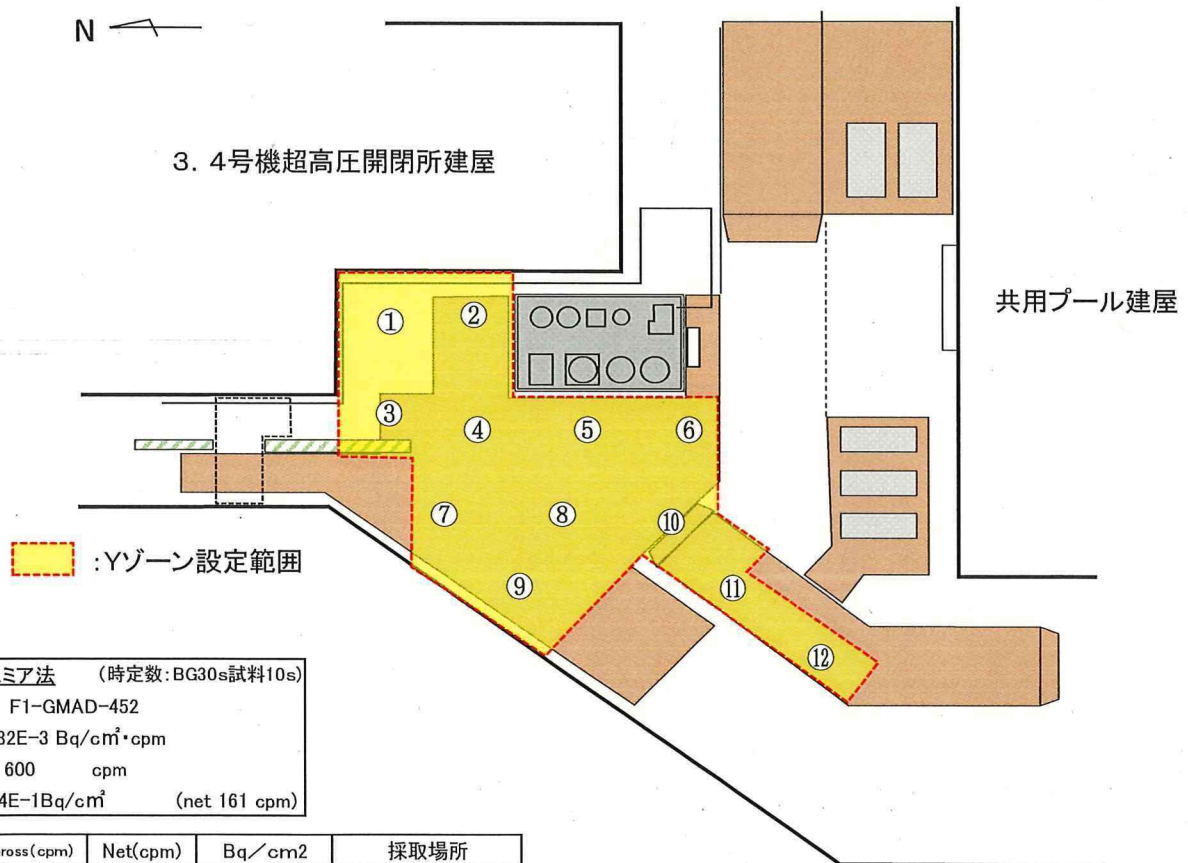 N
3. 4号機超高圧開閉所建屋
共用プール建屋
①
②
③
④
⑤
⑥
⑦
⑧
⑨
⑩
⑪
⑫
:Yゾーン設定範囲
ミア法 (時定数:BG30s試料10s)
F1-GMAD-452
32E-3 Bq/c㎡・cpm
600 cpm
4E-1Bq/c㎡ (net 161 cpm)
ross(cpm) Net(cpm) Bq/cm2 採取場所